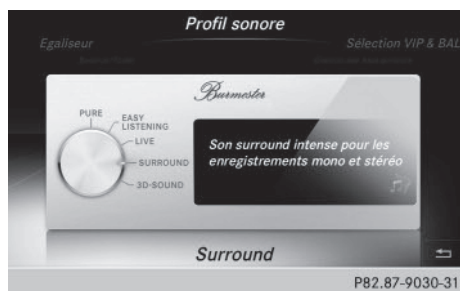 Profil sonore
Egaliseur
Sélection VIP & BAL
Burmester
PURE
EASY
LISTENING
LIVE
SURROUND
3D-SOUND
Son surround intense pour les
enregistrements mono et stéréo
Surround
P82.87-9030-31